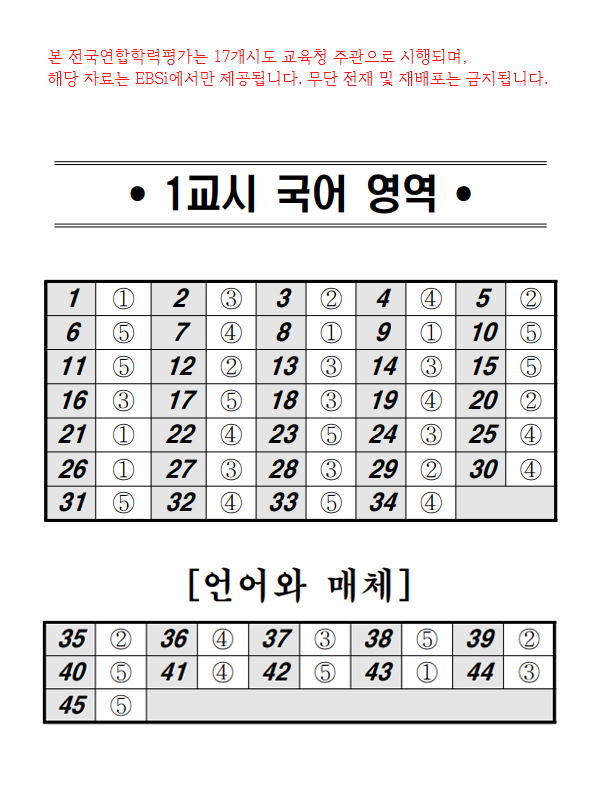 본 전국연합학력평가는 17개시도 교육청 주관으로 시행되며,
해당 자료는 EBSi에서만 제공됩니다. 무단 전재 및 재배포는 금지됩니다.
• 1교시 국어 영역 •
1 ① 2 ③ 3 ② 4 ④ 5 ②
6 ⑤ 7 ④ 8 ① 9 ① 10 ⑤
11 ⑤ 12 ② 13 ③ 14 ③ 15 ⑤
16 ③ 17 ⑤ 18 ③ 19 ④ 20 ②
21 ① 22 ④ 23 ⑤ 24 ③ 25 ④
26 ① 27 ③ 28 ③ 29 ② 30 ④
31 ⑤ 32 ④ 33 ⑤ 34 ④
[언어와 매체]
35 ② 36 ④ 37 ③ 38 ⑤ 39 ②
40 ⑤ 41 ④ 42 ⑤ 43 ① 44 ③
45 ⑤